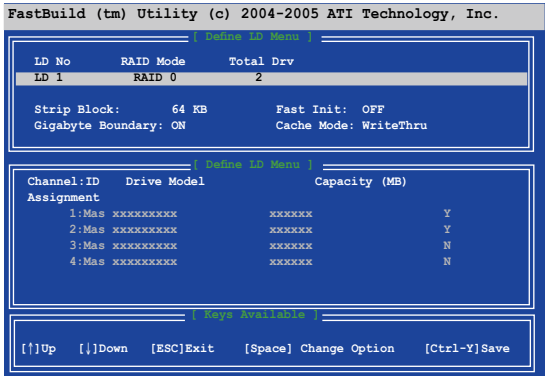 FastBuild (tm) Utility (c) 2004-2005 ATI Technology, Inc.
[ Define LD Menu ]
LD No RAID Mode Total Drv
LD 1 RAID 0 2
Strip Block: 64 KB Fast Init: OFF
Gigabyte Boundary: ON Cache Mode: WriteThru
[ Define LD Menu ]
Channel:ID Drive Model Capacity (MB)
Assignment
1:Mas xxxxxxxxx xxxxxx Y
2:Mas xxxxxxxxx xxxxxx Y
3:Mas xxxxxxxxx xxxxxx N
4:Mas xxxxxxxxx xxxxxx N
[ Keys Available ]
[↑]Up [↓]Down [ESC]Exit [Space] Change Option [Ctrl-Y]Save